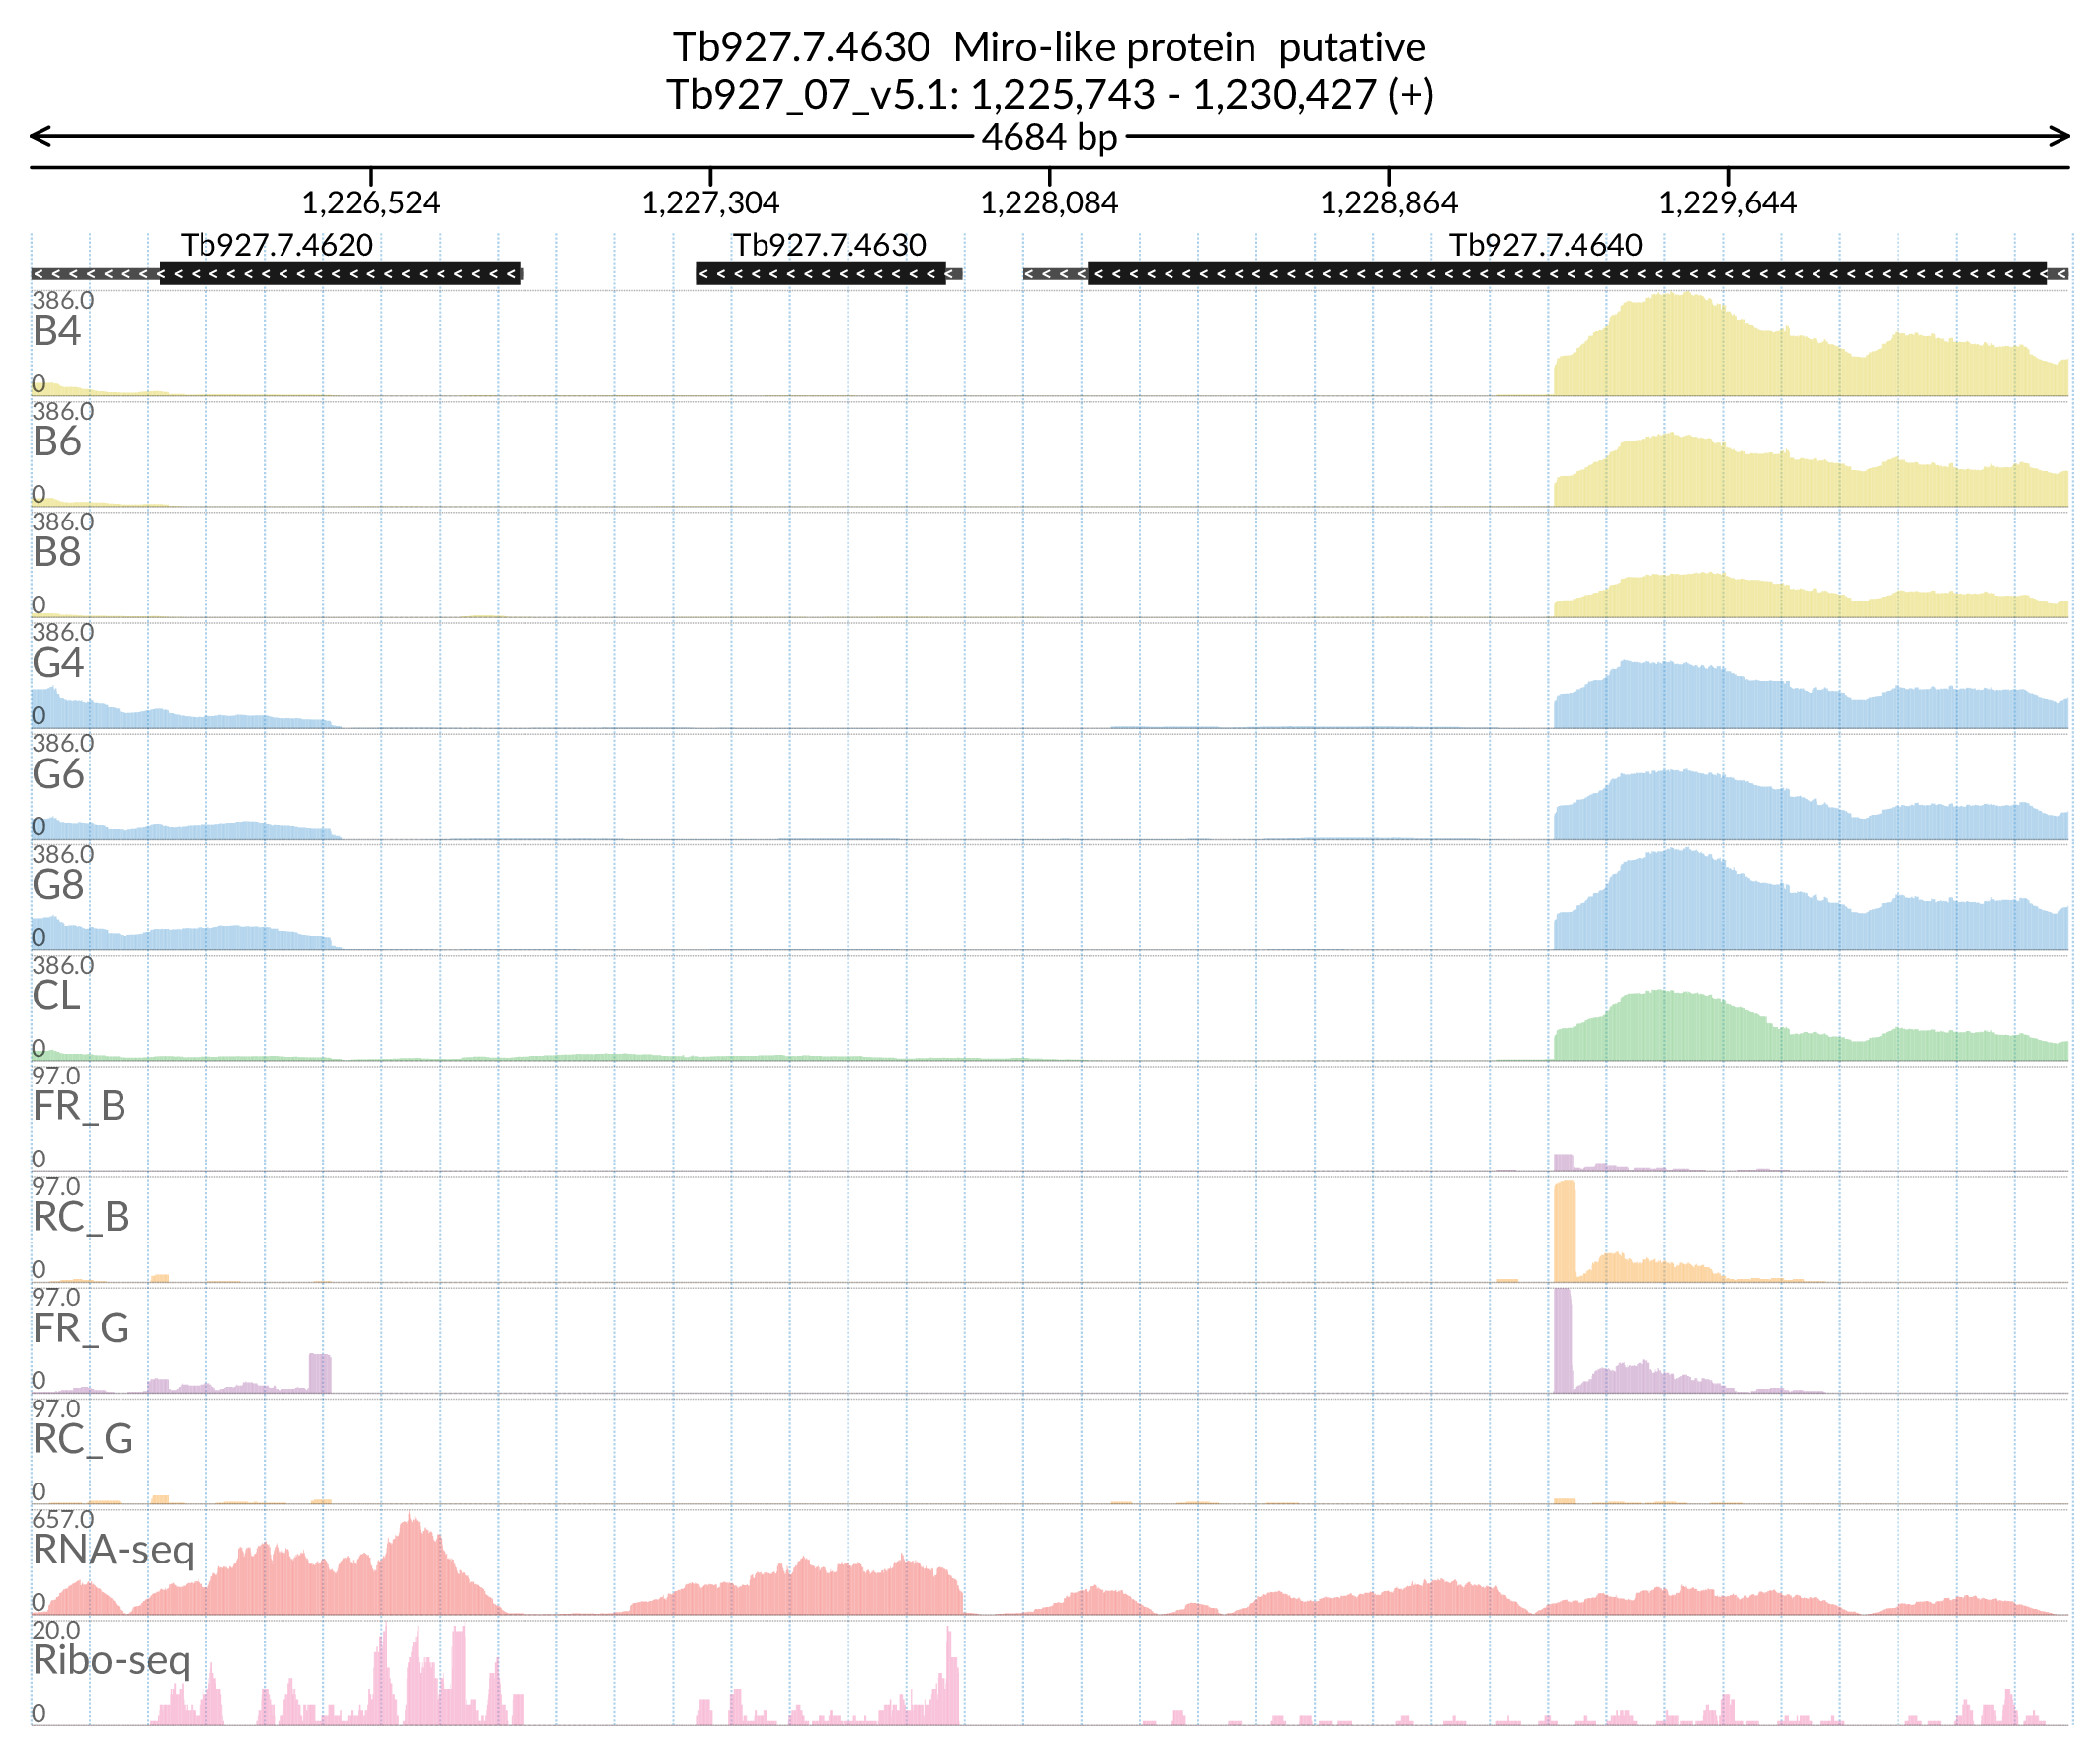 Tb927.7.4630  Miro-like protein  putative
Tb927_07_v5.1: 1,225,743 - 1,230,427 (+)
4684 bp
1,226,524 1,227,304 1,228,084 1,228,864 1,229,644
Tb927.7.4620 Tb927.7.4630 Tb927.7.4640
386.0
B4
0
386.0
B6
0
386.0
B8
0
386.0
G4
0
386.0
G6
0
386.0
G8
0
386.0
CL
0
97.0
FR_B
0
97.0
RC_B
0
97.0
FR_G
0
97.0
RC_G
0
657.0
RNA-seq
0
20.0
Ribo-seq
0